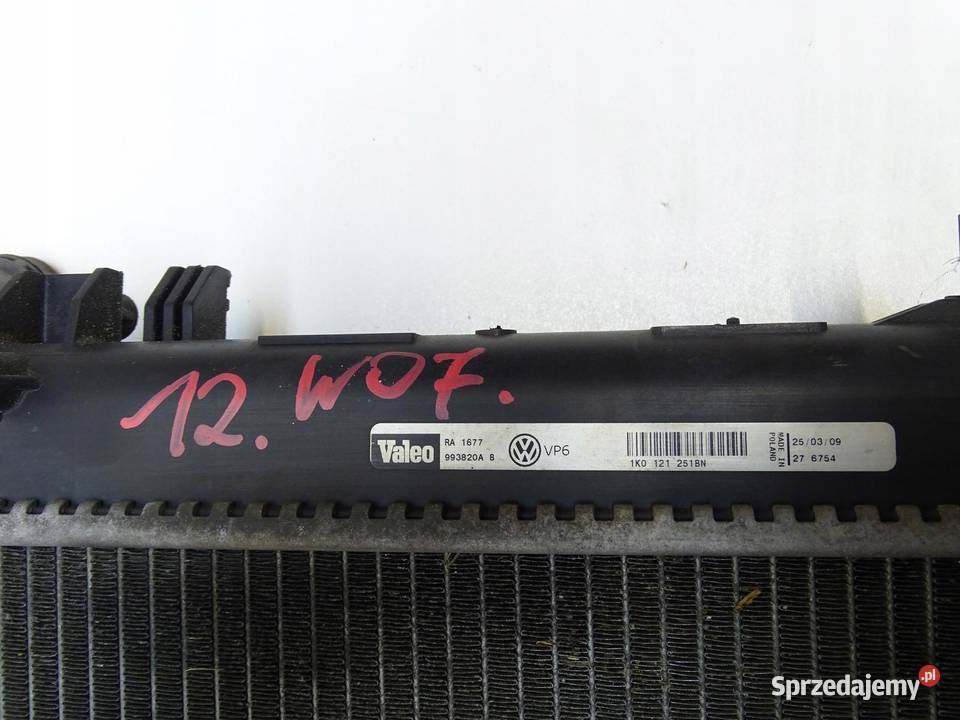 12. W07.
Valeo
RA 1677
993820A B
VP6
1K0 121 251BN
MADE IN
POLAND
25/03/09
27 6754
Sprzedajemy.pl